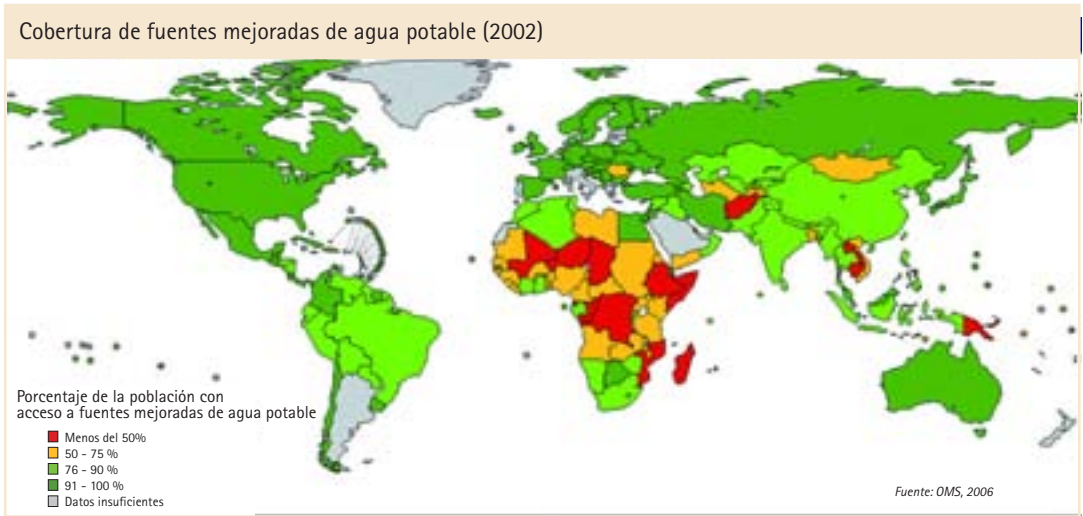 Cobertura de fuentes mejoradas de agua potable (2002)
Porcentaje de la población con
acceso a fuentes mejoradas de agua potable
Menos del 50%
50 - 75 %
76 - 90 %
91 - 100 %
Datos insuficientes
Fuente: OMS, 2006